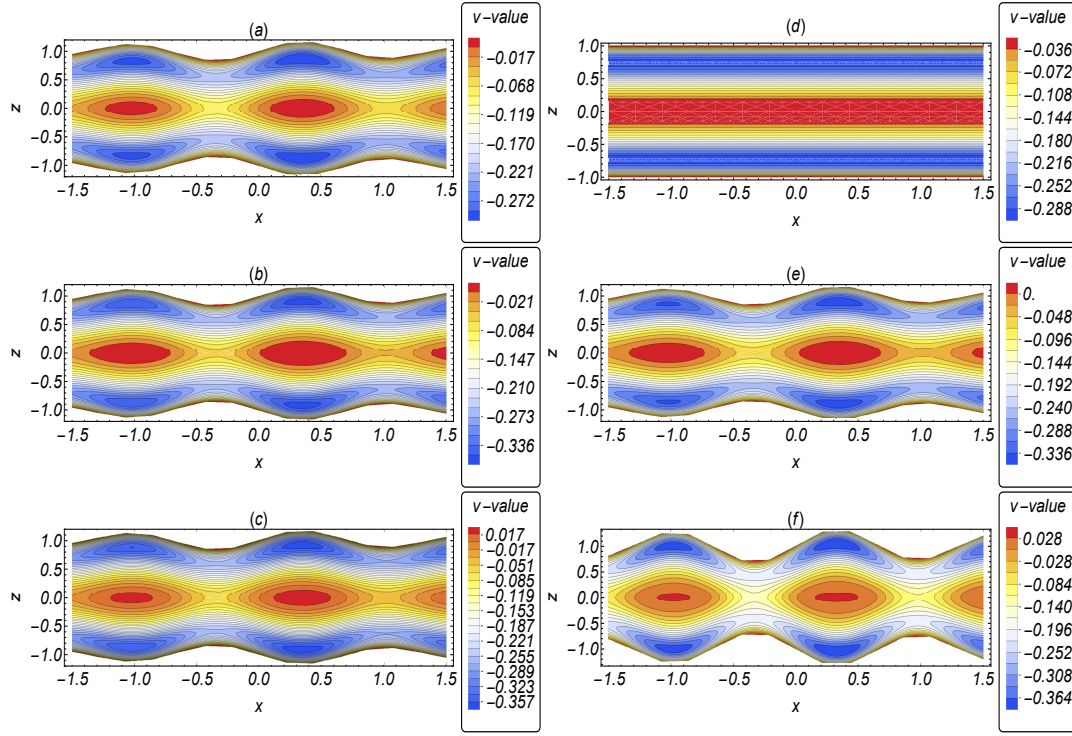 (a)
z
1.0
0.5
0.0
−0.5
−1.0
−1.5 −1.0 −0.5 0.0 0.5 1.0 1.5
x
v−value
−0.017
−0.068
−0.119
−0.170
−0.221
−0.272
(d)
z
1.0
0.5
0.0
−0.5
−1.0
−1.5 −1.0 −0.5 0.0 0.5 1.0 1.5
x
v−value
−0.036
−0.072
−0.108
−0.144
−0.180
−0.216
−0.252
−0.288
(b)
z
1.0
0.5
0.0
−0.5
−1.0
−1.5 −1.0 −0.5 0.0 0.5 1.0 1.5
x
v−value
−0.021
−0.084
−0.147
−0.210
−0.273
−0.336
(e)
z
1.0
0.5
0.0
−0.5
−1.0
−1.5 −1.0 −0.5 0.0 0.5 1.0 1.5
x
v−value
0.
−0.048
−0.096
−0.144
−0.192
−0.240
−0.288
−0.336
(c)
z
1.0
0.5
0.0
−0.5
−1.0
−1.5 −1.0 −0.5 0.0 0.5 1.0 1.5
x
v−value
0.017
−0.017
−0.051
−0.085
−0.119
−0.153
−0.187
−0.221
−0.255
−0.289
−0.323
−0.357
(f)
z
1.0
0.5
0.0
−0.5
−1.0
−1.5 −1.0 −0.5 0.0 0.5 1.0 1.5
x
v−value
0.028
−0.028
−0.084
−0.140
−0.196
−0.252
−0.308
−0.364